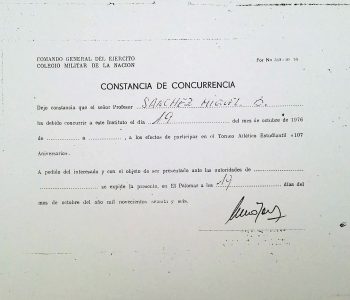 COMANDO GENERAL DEL EJERCITO
COLEGIO MILITAR DE LA NACION
CONSTANCIA DE CONCURRENCIA
Dejo constancia que el señor Profesor SANCHEZ MIGUEL O.
ha debido concurrir a este Instituto el día 19 del mes de octubre de 1976
de .......... a .........., a los efectos de participar en el Torneo Atlético Estudiantil «107
Aniversario».
A pedido del interesado y con el objeto de ser presentado ante las autoridades de ..........
.......... se expide la presente, en El Palomar a los 19 días del
mes de octubre del año mil novecientos setenta y seis.